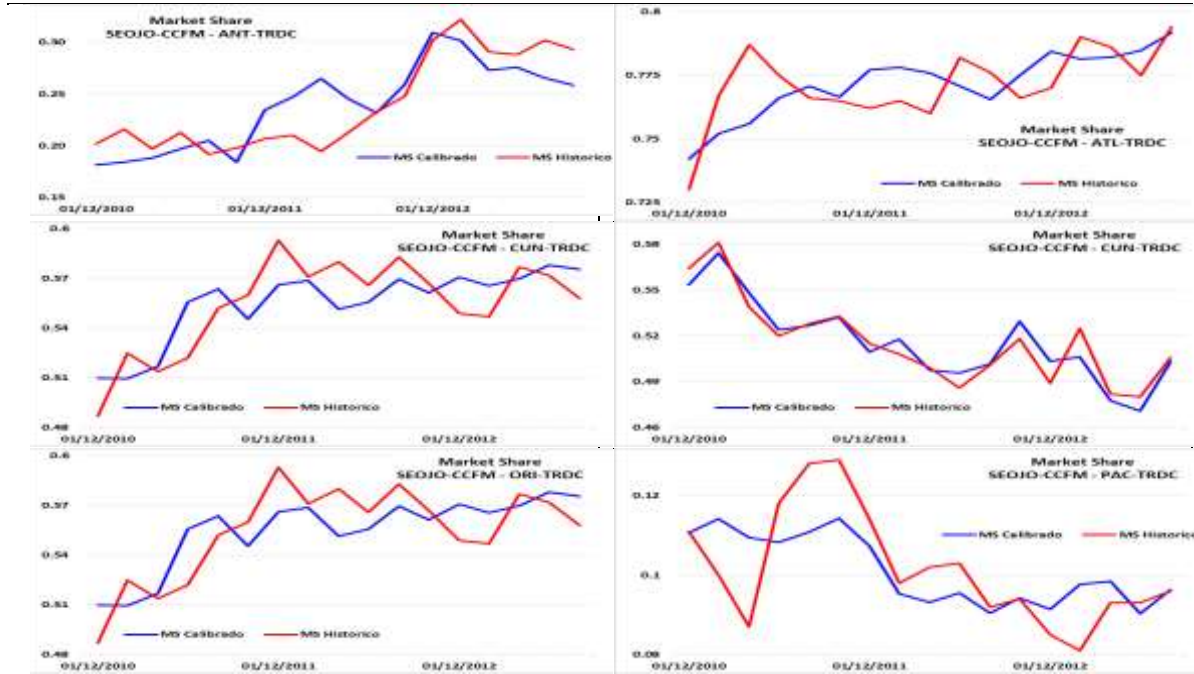 Market Share
SEOJO-CCFM - ANT-TRDC
0.30
0.25
0.20
0.15
MS Calibrado
MS Historico
01/12/2010
01/12/2011
01/12/2012
0.8
0.775
0.75
0.725
Market Share
SEOJO-CCFM - ATL-TRDC
MS Calibrado
MS Historico
01/12/2010
01/12/2011
01/12/2012
0.6
0.57
0.54
0.51
0.48
Market Share
SEOJO-CCFM - CUN-TRDC
MS Calibrado
MS Historico
01/12/2010
01/12/2011
01/12/2012
0.58
0.55
0.52
0.49
0.46
Market Share
SEOJO-CCFM - CUN-TRDC
MS Calibrado
MS Historico
01/12/2010
01/12/2011
01/12/2012
0.6
0.57
0.54
0.51
0.48
Market Share
SEOJO-CCFM - ORI-TRDC
MS Calibrado
MS Historico
01/12/2010
01/12/2011
01/12/2012
0.12
0.1
0.08
Market Share
SEOJO-CCFM - PAC-TRDC
MS Calibrado
MS Historico
01/12/2010
01/12/2011
01/12/2012